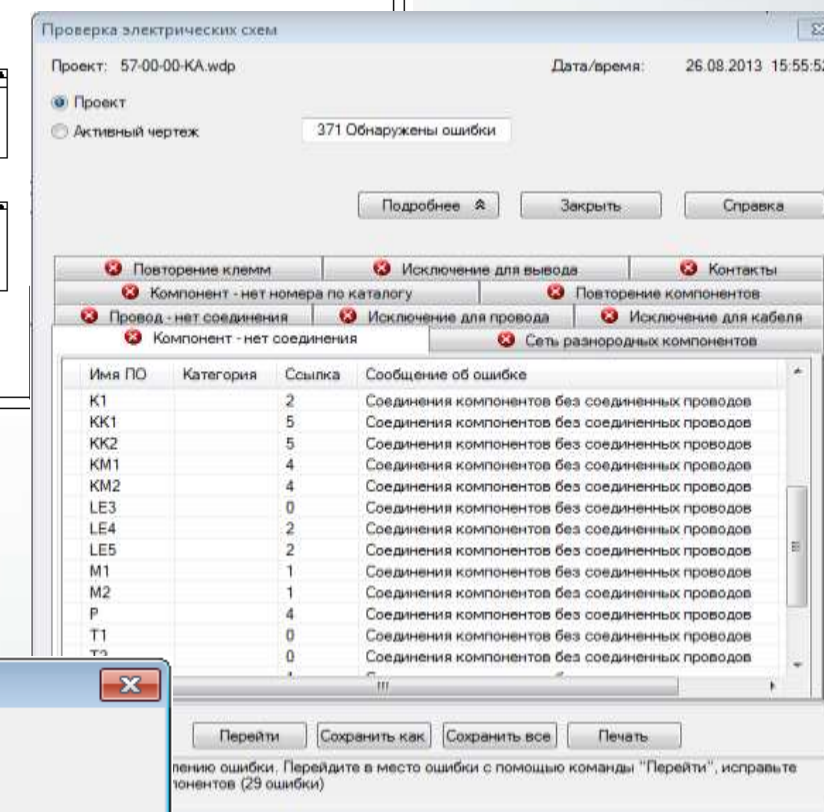 Проверка электрических схем
Проект: 57-00-00-KA.wdp Дата/время: 26.08.2013 15:55:52
Проект
Активный чертеж 371 Обнаружены ошибки
Подробнее Закрыть Справка
Повторение клемм Исключение для вывода Контакты
Компонент - нет номера по каталогу Повторение компонентов
Провод - нет соединения Исключение для провода Исключение для кабеля
Компонент - нет соединения Сеть разнородных компонентов
Имя ПО Категория Ссылка Сообщение об ошибке
K1 2 Соединения компонентов без соединенных проводов
KK1 5 Соединения компонентов без соединенных проводов
KK2 5 Соединения компонентов без соединенных проводов
KM1 4 Соединения компонентов без соединенных проводов
KM2 4 Соединения компонентов без соединенных проводов
LE3 0 Соединения компонентов без соединенных проводов
LE4 2 Соединения компонентов без соединенных проводов
LE5 2 Соединения компонентов без соединенных проводов
M1 1 Соединения компонентов без соединенных проводов
M2 1 Соединения компонентов без соединенных проводов
P 4 Соединения компонентов без соединенных проводов
T1 0 Соединения компонентов без соединенных проводов
0 Соединения компонентов без соединенных проводов
Перейти Сохранить как Сохранить все Печать
ошибки. Перейдите в место ошибки с помощью команды "Перейти", исправьте
(29 ошибки)